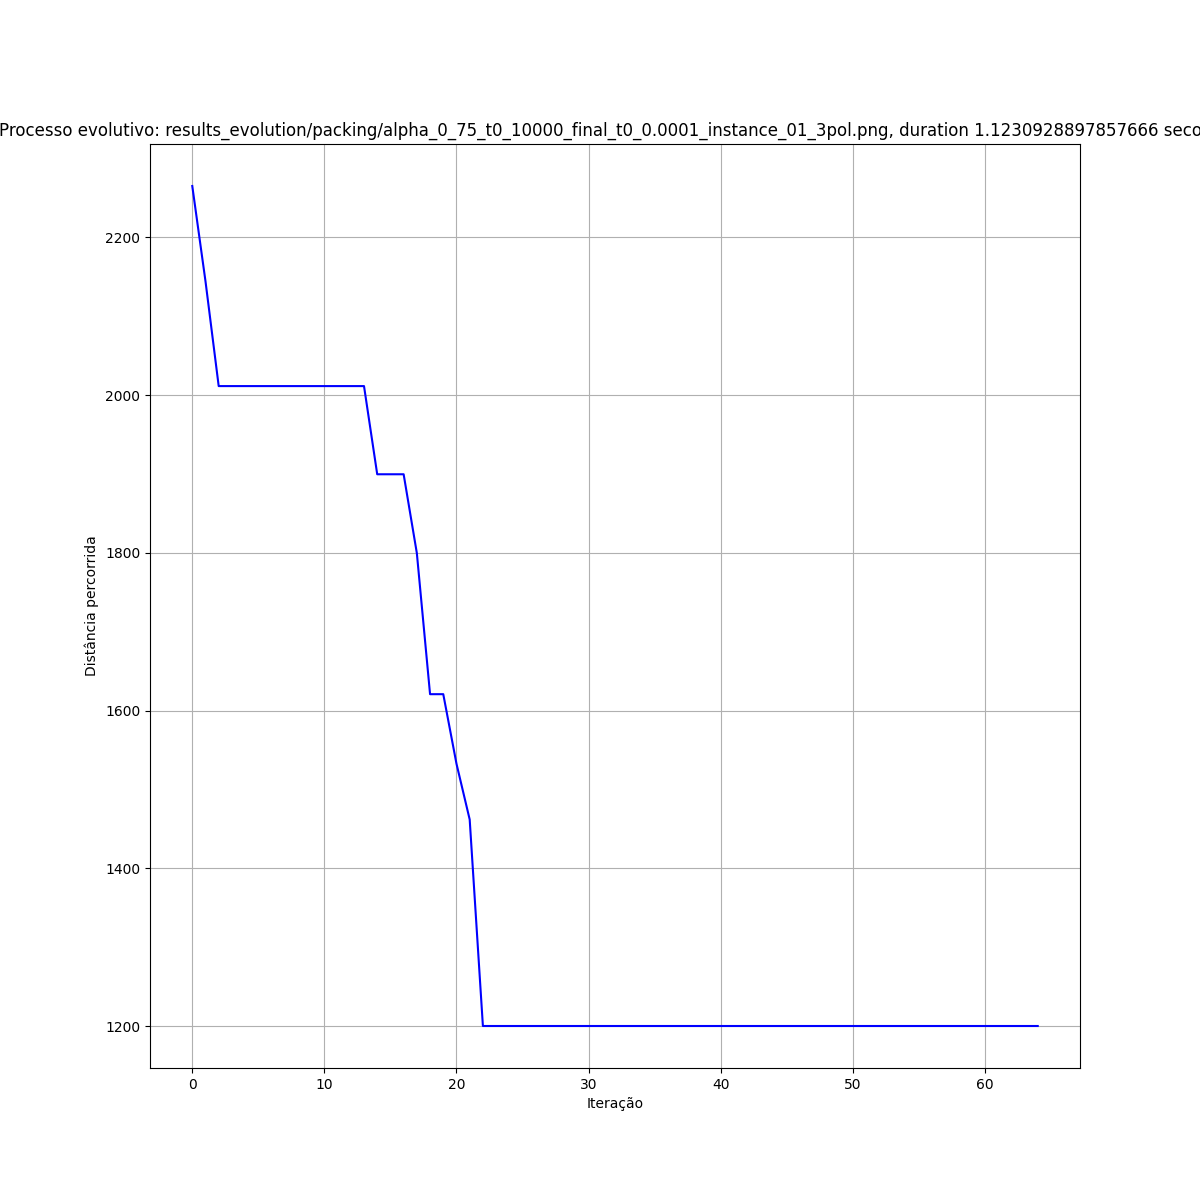 Processo evolutivo: results_evolution/packing/alpha_0_75_t0_10000_final_t0_0.0001_instance_01_3pol.png, duration 1.1230928897857666 seco
2200
2000
1800
1600
1400
1200
Distância percorrida
0 10 20 30 40 50 60
Iteração